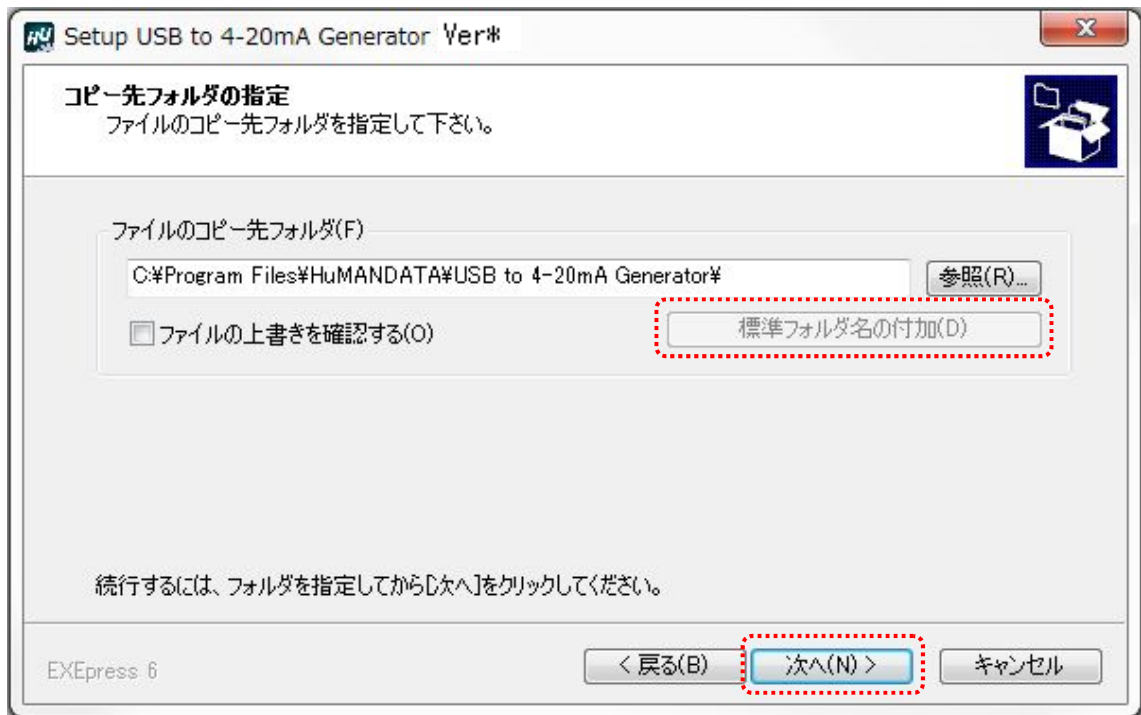 Setup USB to 4-20mA Generator Ver*
コピー先フォルダの指定
ファイルのコピー先フォルダを指定して下さい。
ファイルのコピー先フォルダ(F)
C:¥Program Files¥HuMANDATA¥USB to 4-20mA Generator¥
参照(R)...
ファイルの上書きを確認する(O)
標準フォルダ名の付加(D)
続行するには、フォルダを指定してから[次へ]をクリックしてください。
EXEpress 6
< 戻る(B)
次へ(N) >
キャンセル